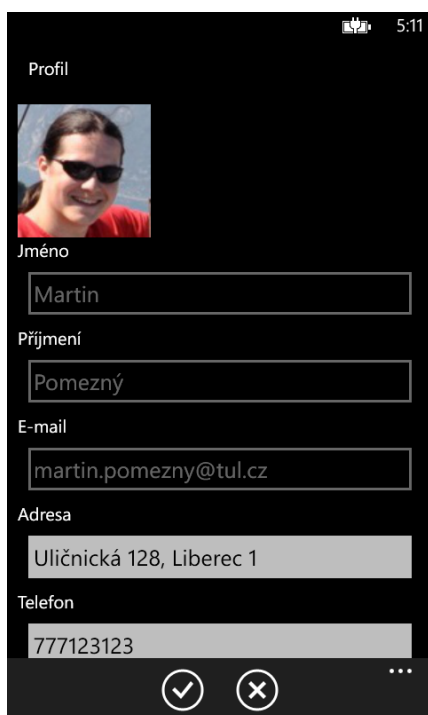 5:11
Profil
Jméno
Martin
Příjmení
Pomezný
E-mail
martin.pomezny@tul.cz
Adresa
Uličnická 128, Liberec 1
Telefon
777123123